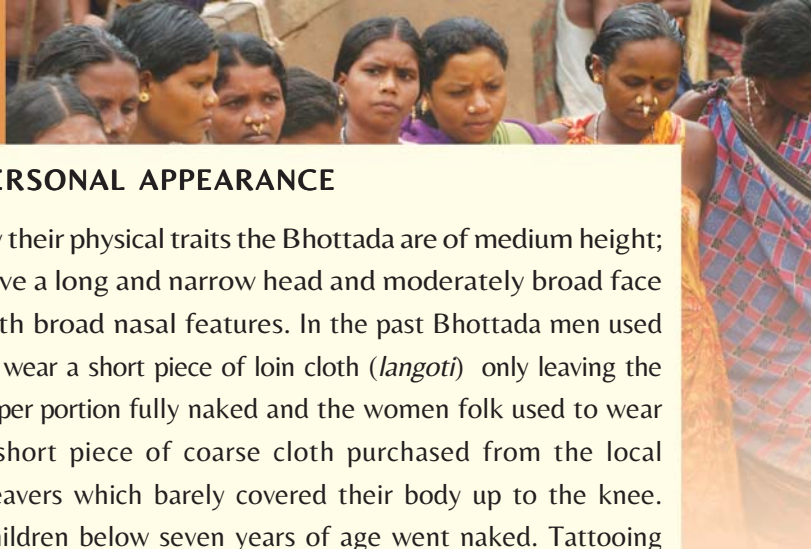 ERSONAL APPEARANCE
their physical traits the Bhottada are of medium height;
ve a long and narrow head and moderately broad face
th broad nasal features. In the past Bhottada men used
wear a short piece of loin cloth (langoti) only leaving the
per portion fully naked and the women folk used to wear
short piece of coarse cloth purchased from the local
eavers which barely covered their body up to the knee.
ildren below seven years of age went naked. Tattooing